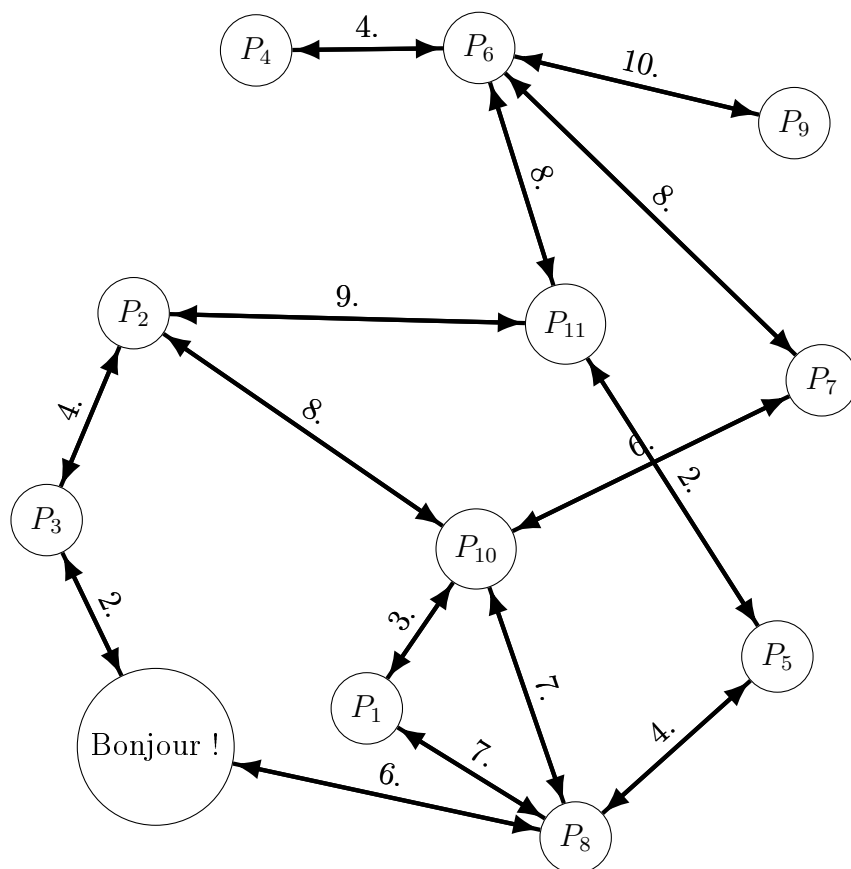 4.
P₄
P₆
10.
P₉
8.
8.
9.
P₂
P₁₁
P₇
4.
8.
6.
2.
P₃
P₁₀
2.
3.
P₅
7.
P₁
4.
Bonjour !
7.
6.
P₈